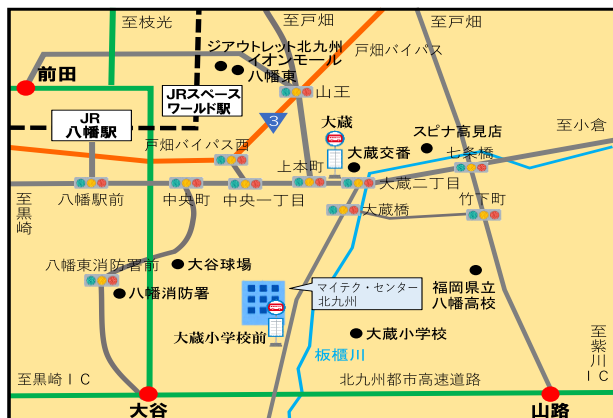 至枝光
至戸畑
至戸畑
戸畑バイパス
ジアウトレット北九州
イオンモール
八幡東
前田
JRスペース
ワールド駅
山王
JR
八幡駅
3
大蔵
スピナ高見店
至小倉
戸畑バイパス西
大蔵交番
七条橋
上本町
大蔵二丁目
至黒崎
八幡駅前
中央町
中央一丁目
大蔵橋
竹下町
八幡東消防署前
大谷球場
八幡消防署
マイテク・センター
北九州
福岡県立
八幡高校
大蔵小学校前
大蔵小学校
板櫃川
至紫川IC
至黒崎IC
北九州都市高速道路
大谷
山路